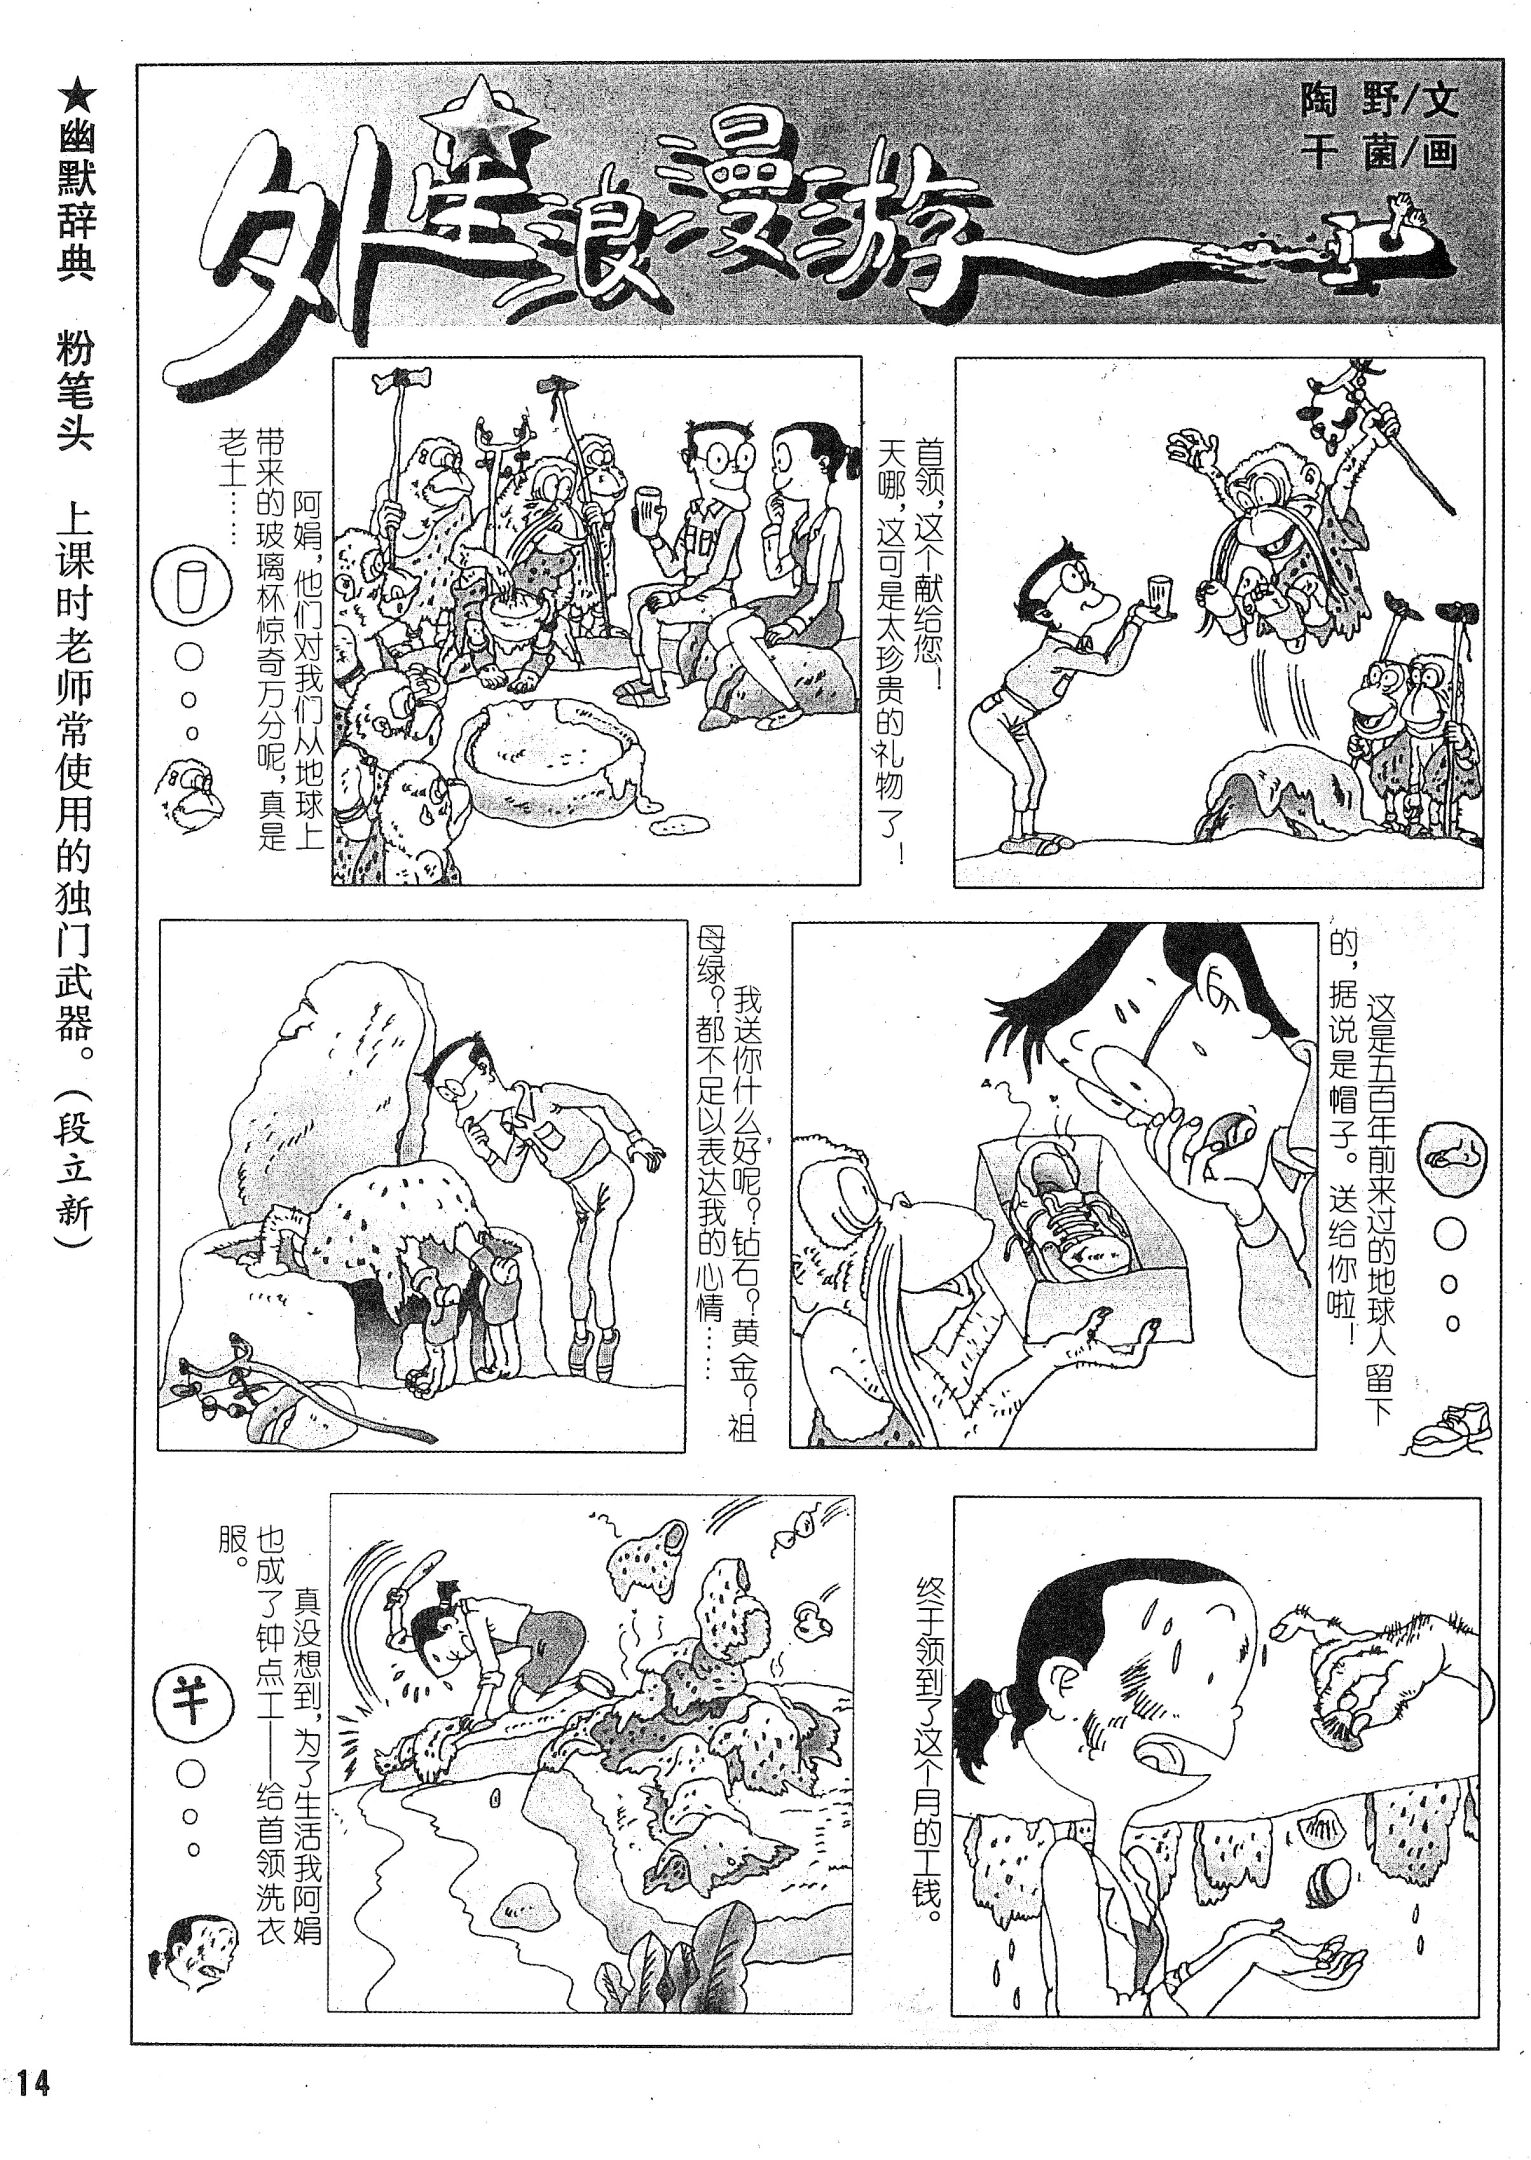 外星浪漫游
陶 野/文
干 菌/画
阿娟，他们对我们从地球上
带来的玻璃杯惊奇万分呢，真是
老土……
首领，这个献给您！
天哪，这可是太珍贵的礼物了！
我送你什么好呢？钻石？黄金？祖
母绿？都不足以表达我的心情……
这是五百年前来过的地球人留下
的，据说是帽子。送给你啦！
真没想到，为了生活我阿娟
也成了钟点工——给首领洗衣
服。
终于领到了这个月的工钱。
★幽默辞典 粉笔头 上课时老师常使用的独门武器。（段立新）
14